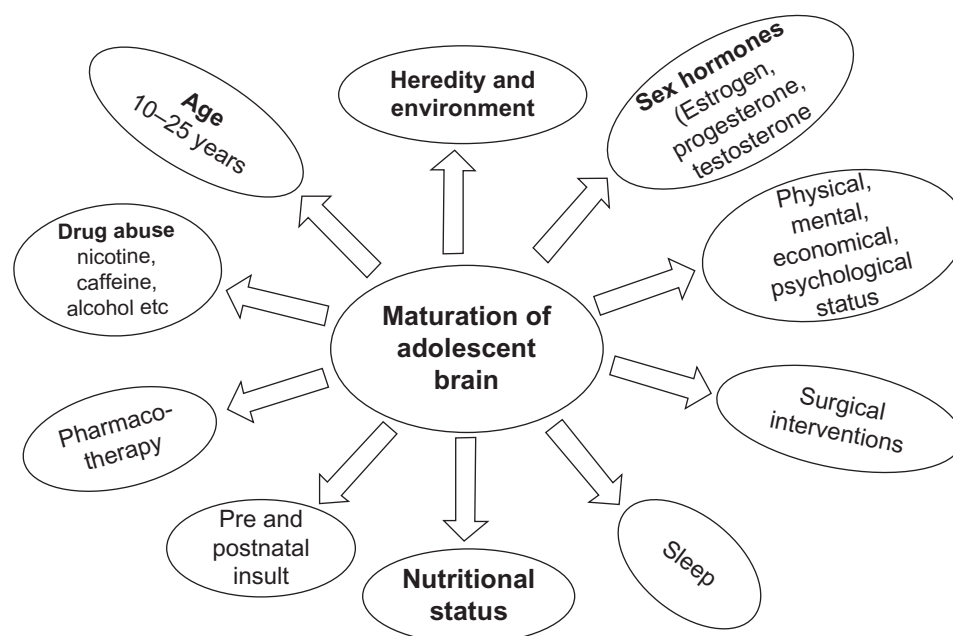 Age
10–25 years
Heredity and
environment
Sex hormones
(Estrogen,
progesterone,
testosterone
Drug abuse
nicotine,
caffeine,
alcohol etc
Physical,
mental,
economical,
psychological
status
Maturation of
adolescent
brain
Pharmaco-
therapy
Surgical
interventions
Pre and
postnatal
insult
Nutritional
status
Sleep